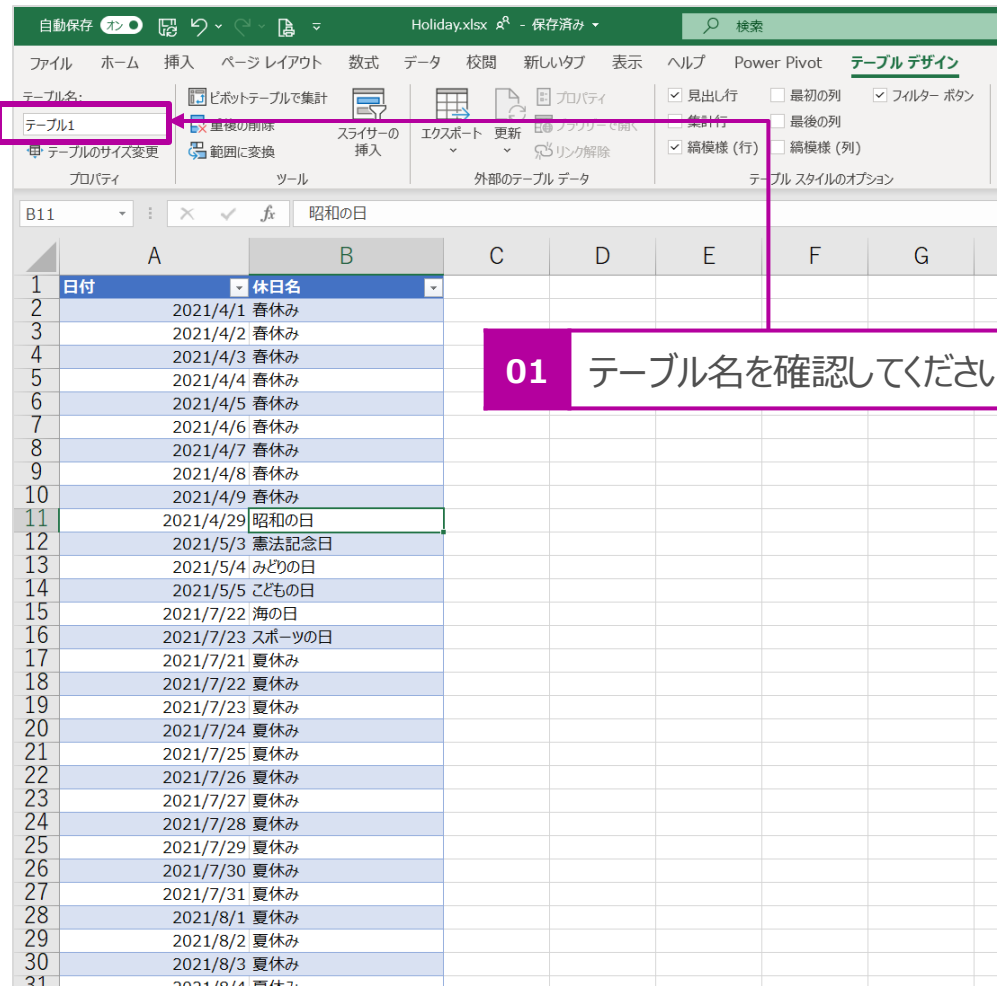 自動保存 オン Holiday.xlsx - 保存済み 検索
ファイル ホーム 挿入 ページ レイアウト 数式 データ 校閲 新しいタブ 表示 ヘルプ Power Pivot テーブル デザイン
テーブル名:
テーブル1
テーブルのサイズ変更
プロパティ
ピボットテーブルで集計
重複の削除
範囲に変換
ツール
スライサーの
挿入
エクスポート 更新
プロパティ
ブラウザーで開く
リンク解除
外部のテーブル データ
見出し行 最初の列 フィルター ボタン
集計行 最後の列
縞模様 (行) 縞模様 (列)
テーブル スタイルのオプション
B11 fx 昭和の日
A B C D E F G
1 日付 休日名
2 2021/4/1 春休み
3 2021/4/2 春休み
4 2021/4/3 春休み
5 2021/4/4 春休み
6 2021/4/5 春休み
7 2021/4/6 春休み
8 2021/4/7 春休み
9 2021/4/8 春休み
10 2021/4/9 春休み
11 2021/4/29 昭和の日
12 2021/5/3 憲法記念日
13 2021/5/4 みどりの日
14 2021/5/5 こどもの日
15 2021/7/22 海の日
16 2021/7/23 スポーツの日
17 2021/7/21 夏休み
18 2021/7/22 夏休み
19 2021/7/23 夏休み
20 2021/7/24 夏休み
21 2021/7/25 夏休み
22 2021/7/26 夏休み
23 2021/7/27 夏休み
24 2021/7/28 夏休み
25 2021/7/29 夏休み
26 2021/7/30 夏休み
27 2021/7/31 夏休み
28 2021/8/1 夏休み
29 2021/8/2 夏休み
30 2021/8/3 夏休み
31 2021/8/4 夏休み
01 テーブル名を確認してください